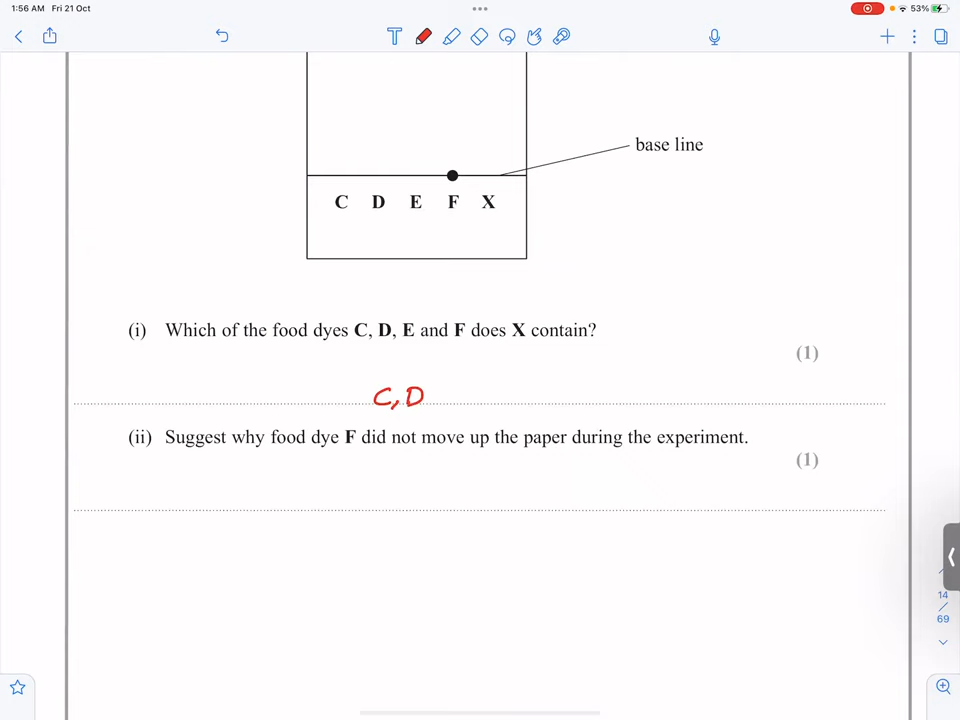 1:56 AM Fri 21 Oct
53%
base line
C D E F X
(i) Which of the food dyes C, D, E and F does X contain?
(1)
C, D
(ii) Suggest why food dye F did not move up the paper during the experiment.
(1)
14
/
69